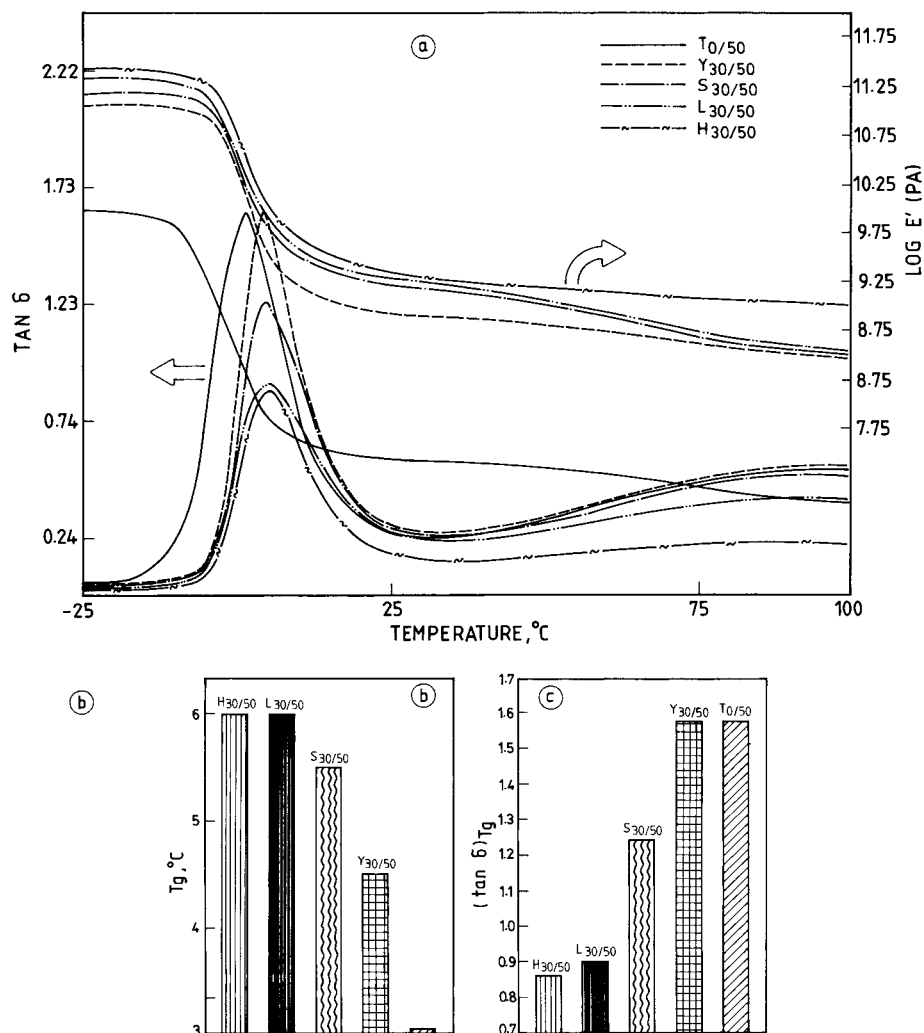 a
T0/50
Y30/50
S30/50
L30/50
H30/50
TAN δ
2.22
1.73
1.23
0.74
0.24
11.75
11.25
10.75
10.25
9.75
9.25
8.75
8.75
7.75
LOG E' (PA)
-25
25
75
100
TEMPERATURE,°C
b
b
H30/50
L30/50
S30/50
Y30/50
Tg,°C
6
5
4
3
c
Y30/50
T0/50
S30/50
L30/50
H30/50
(tan δ)Tg
1.7
1.6
1.5
1.4
1.3
1.2
1.1
1.0
0.9
0.8
0.7